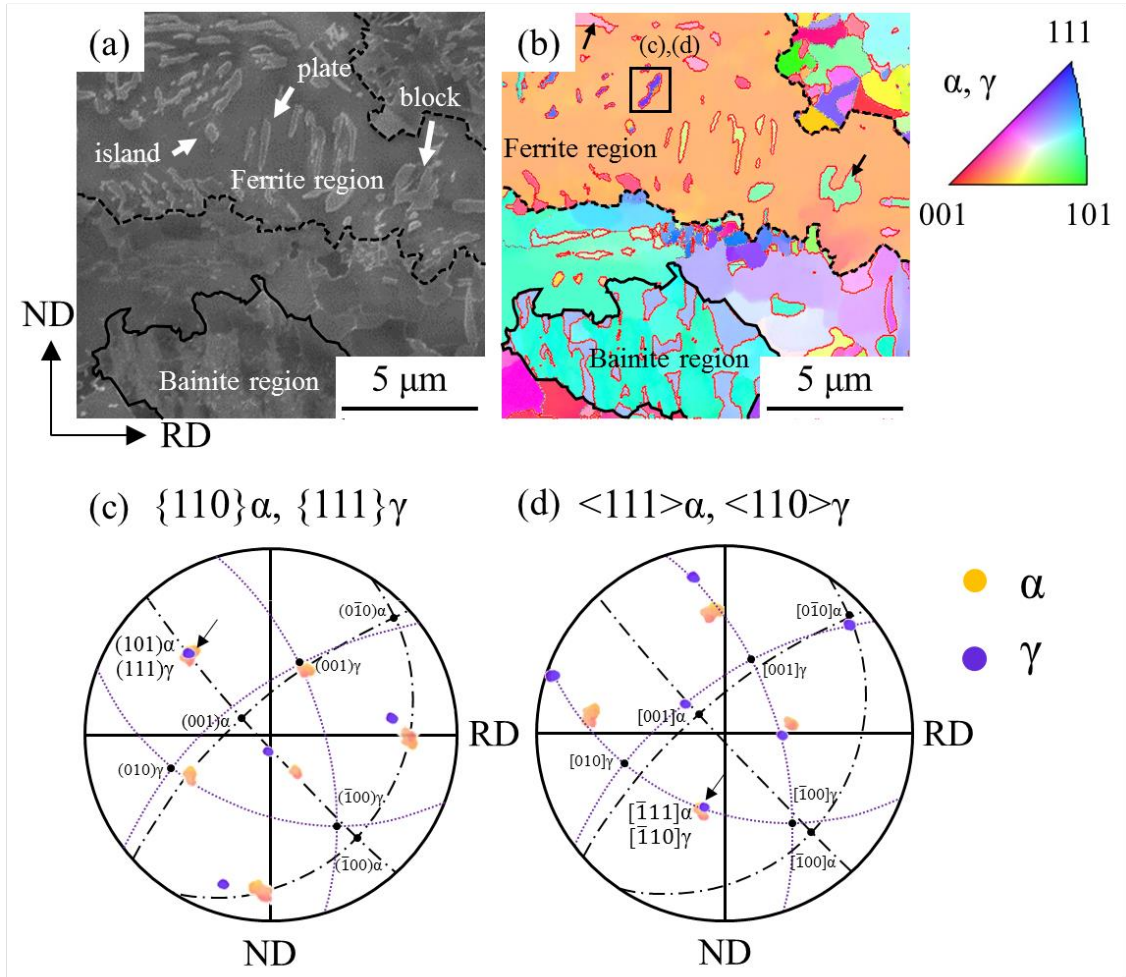 (a)
plate
block
island
Ferrite region
Bainite region
5 μm
ND
RD
(b)
(c),(d)
Ferrite region
Bainite region
5 μm
111
α, γ
001
101
(c) {110}α, {111}γ
(01̅0)α
(101)α
(111)γ
(001)γ
(001)α
RD
(010)γ
(1̅00)γ
(1̅00)α
ND
(d) <111>α, <110>γ
[01̅0]α
[001]γ
[001]α
RD
[010]γ
[1̅11]α
[1̅10]γ
[1̅00]γ
[1̅00]α
ND
α
γ